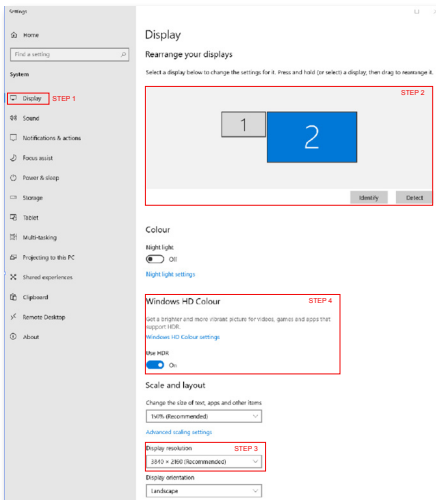 Settings
Home
Find a setting
System
Display
STEP 1
Sound
Notifications & actions
Focus assist
Power & sleep
Storage
Tablet
Multi-tasking
Projecting to this PC
Shared experiences
Clipboard
Remote Desktop
About
Display
Rearrange your displays
Select a display below to change the settings for it. Press and hold (or select) a display, then drag to rearrange it.
STEP 2
1
2
Identify
Detect
Colour
Night light
Off
Night light settings
Windows HD Colour
STEP 4
Get a brighter and more vibrant picture for videos, games and apps that
support HDR.
Windows HD Colour settings
Use HDR
On
Scale and layout
Change the size of text, apps and other items
150% (Recommended)
Advanced scaling settings
Display resolution
STEP 3
3840 × 2160 (Recommended)
Display orientation
Landscape